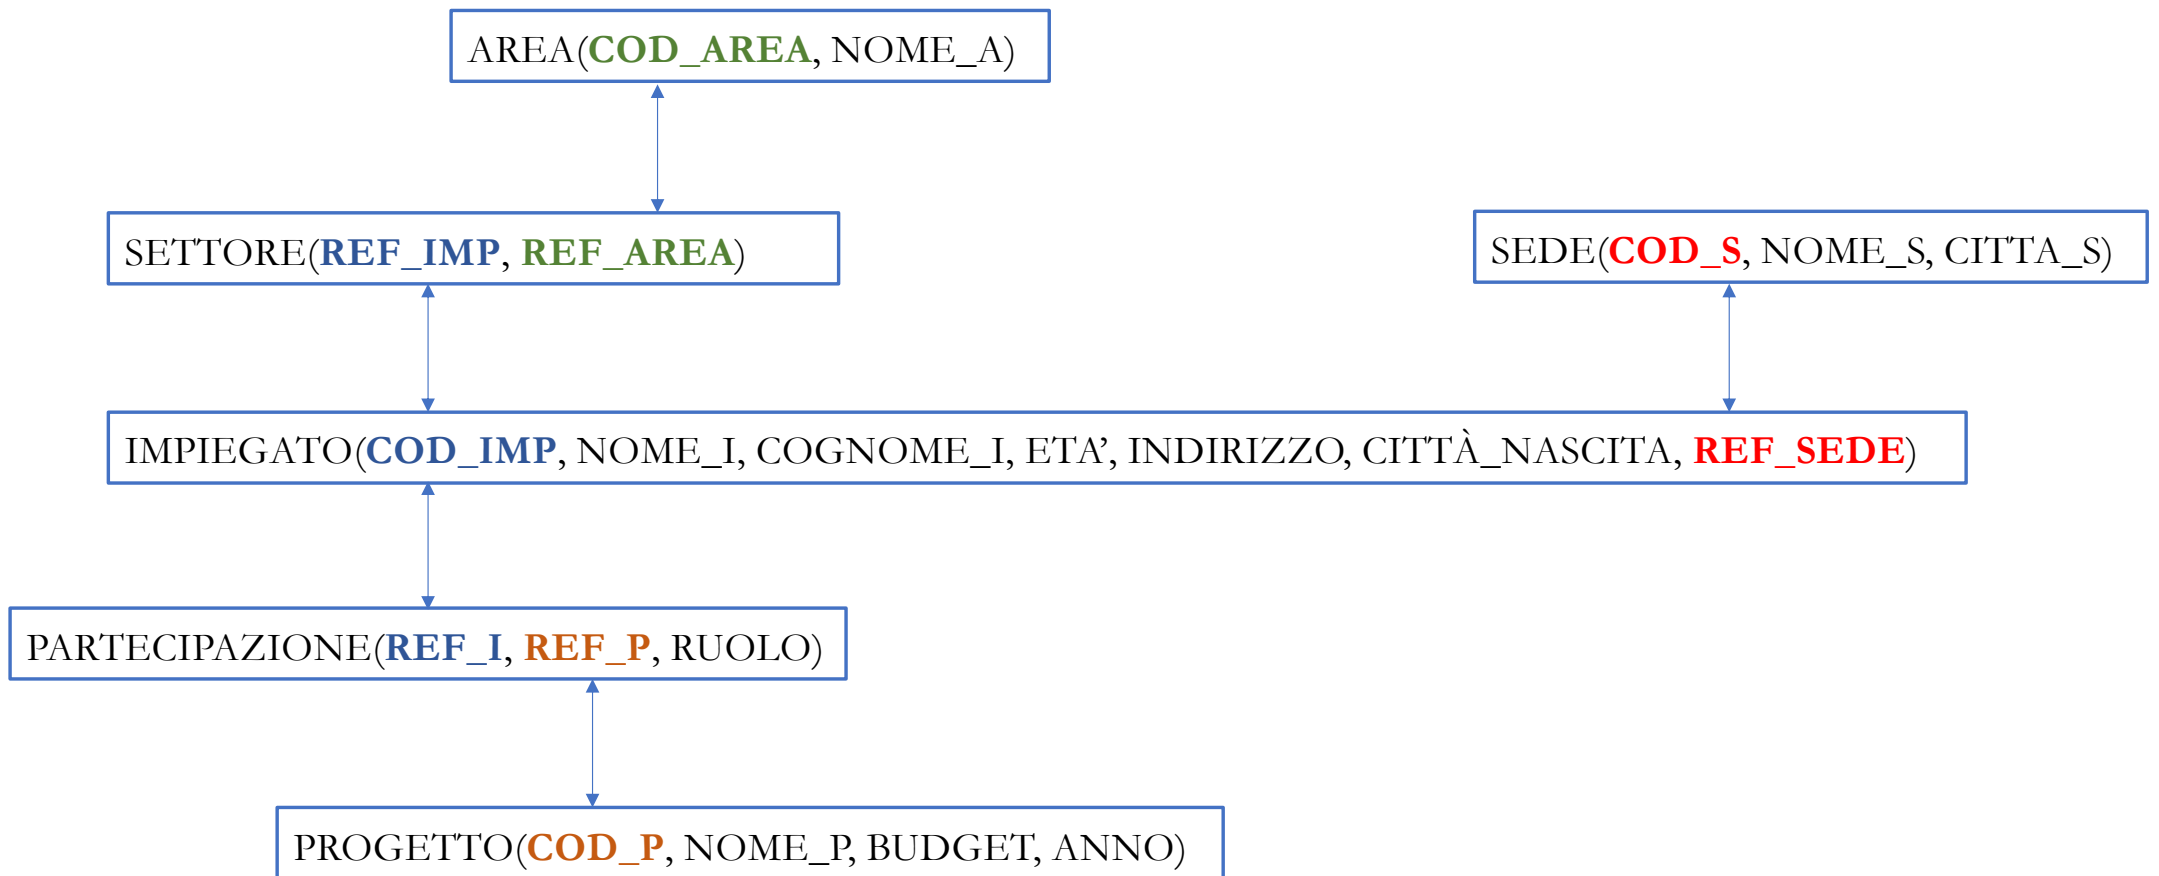 AREA(COD_AREA, NOME_A)
SETTORE(REF_IMP, REF_AREA)
SEDE(COD_S, NOME_S, CITTA_S)
IMPIEGATO(COD_IMP, NOME_I, COGNOME_I, ETA’, INDIRIZZO, CITTÀ_NASCITA, REF_SEDE)
PARTECIPAZIONE(REF_I, REF_P, RUOLO)
PROGETTO(COD_P, NOME_P, BUDGET, ANNO)